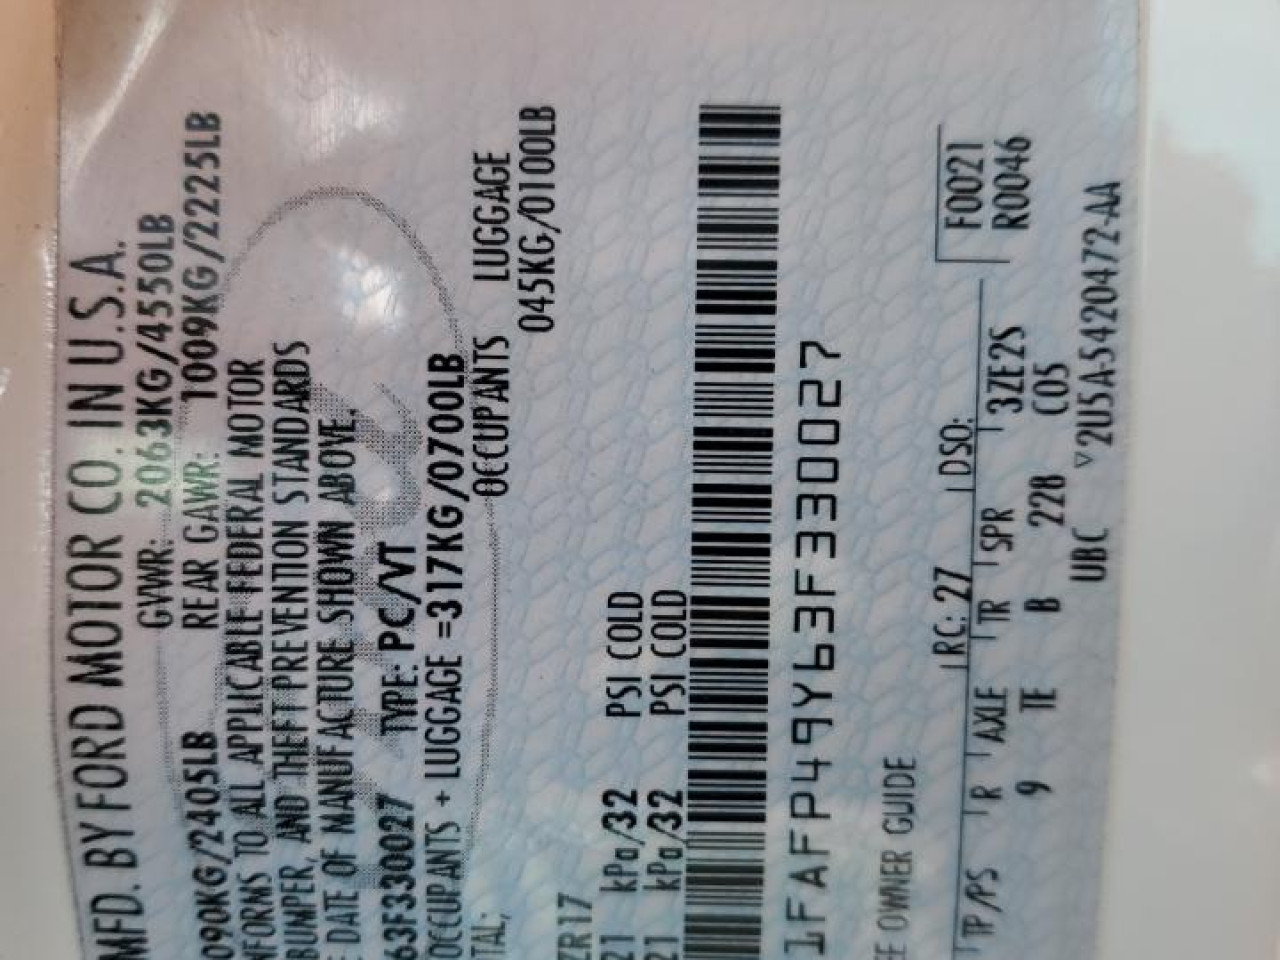 MFD. BY FORD MOTOR CO. IN U.S.A.
GVWR: 2063KG/4550LB
090KG/2405LB REAR GAWR: 1009KG/2225LB
NFORMS TO ALL APPLICABLE FEDERAL MOTOR
BUMPER, AND THEFT PREVENTION STANDARDS
DATE OF MANUFACTURE SHOWN ABOVE.
63F330027 TYPE: PC/VT
OCCUPANTS + LUGGAGE =317KG/0700LB
TAL; OCCUPANTS LUGGAGE
045KG/0100LB
ZR17
21 kPa/32 PSI COLD
21 kPa/32 PSI COLD
1FAFP49Y63F330027
EE OWNER GUIDE
RC: 27 DSO: F0021
R0046
TP/PS R AXLE TR SPR
9 TE B 228 3ZE2S
C05
UBC ▽2U5A-5420472-AA